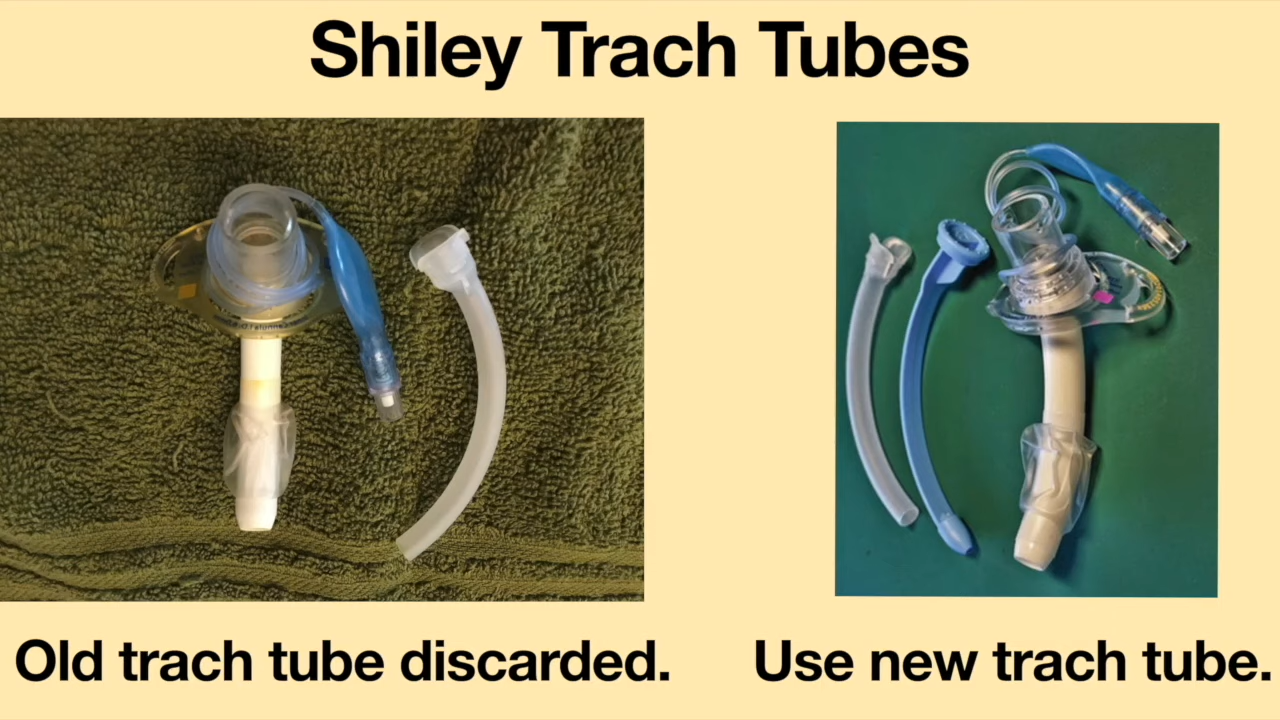 Shiley Trach Tubes
Old trach tube discarded.
Use new trach tube.